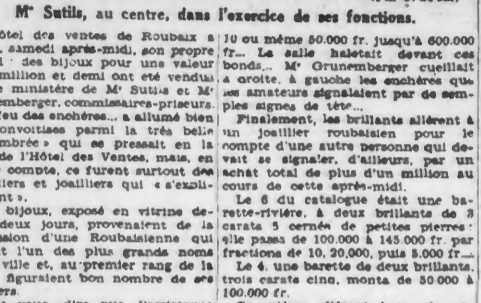 Mᵉ Sutils, au centre, dans l'exercice de ses fonctions.
ôtel des ventes de Roubaix a
samedi après-midi, son propre
: des bijoux pour une valeur
million et demi ont été vendus
e ministère de Mᵉ Sutils et Mᵉ
emberger, commissaires-priseurs.
feu des enchères... a allumé bien
onvoitises parmi la très belle
mbrée » qui se pressait en la
de l'Hôtel des Ventes, mais, en
compte, ce furent surtout des
iers et joailliers qui « s'expli-
nt ».
bijoux, exposé en vitrine de-
deux jours, provenaient de la
sion d'une Roubaisienne qui
t l'un des plus grands noms
ville et, au premier rang de la
figuraient bon nombre de ses
ers.
10 ou même 50.000 fr. jusqu'à 600.000
fr... La salle haletait devant ces
bonds... Mᵉ Grunemberger cueillait
à droite, à gauche les enchères que
les amateurs signalaient par de sim-
ples signes de tête...
Finalement, les brillants allèrent à
un joaillier roubaisien pour le
compte d'une autre personne qui de-
vait se signaler, d'ailleurs, par un
achat total de plus d'un million au
cours de cette après-midi.
Le 6 du catalogue était une ba-
rette-rivière, à deux brillants de 3
carats 5 cernés de petites pierres :
elle passa de 100.000 à 145.000 fr. par
fractions de 10, 20,000, puis 5.000 fr...
Le 4, une barette de deux brillants,
trois carats cinq, monta de 50.000 à
100.000 fr.